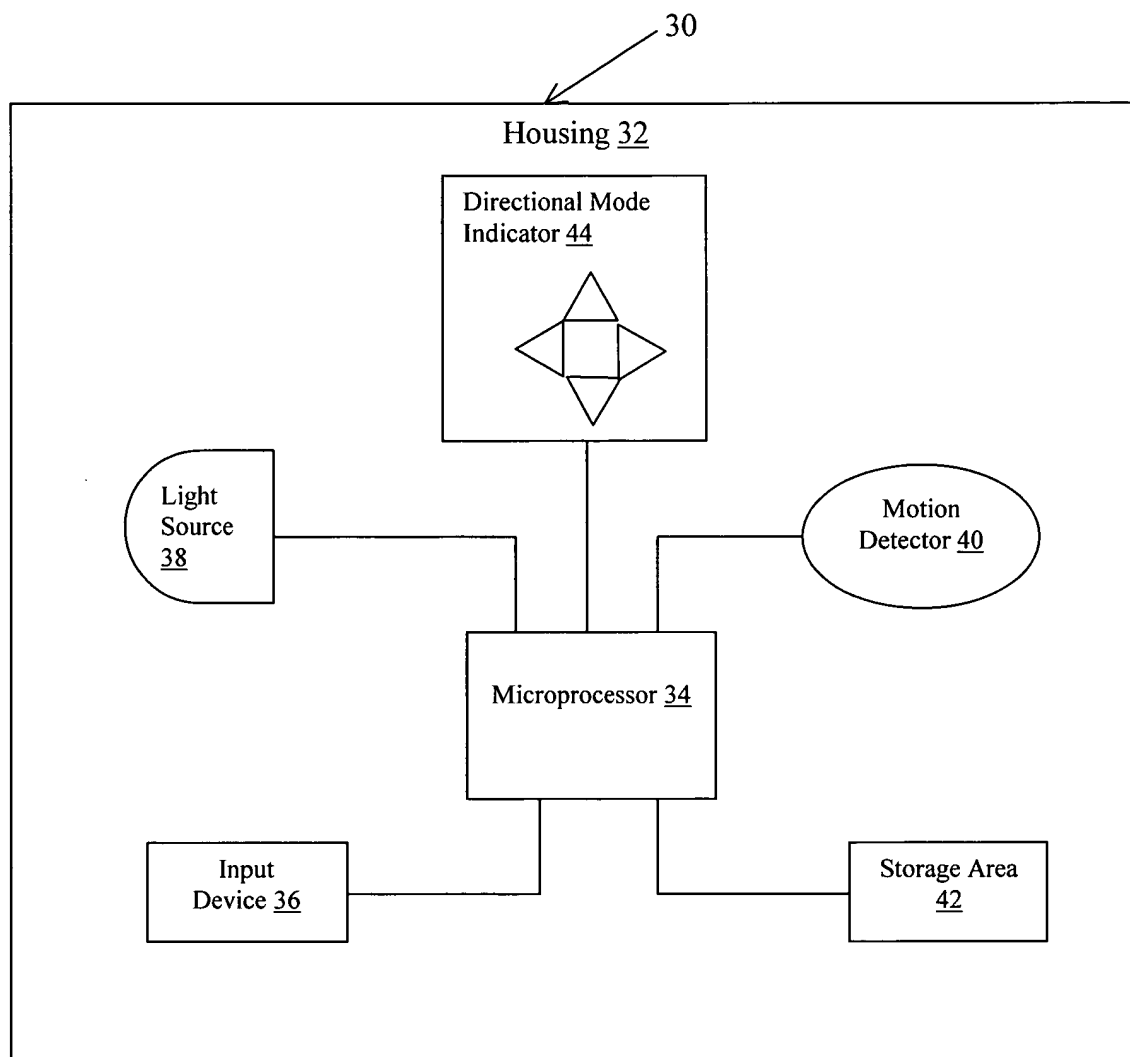 30
Housing 32
Directional Mode
Indicator 44
Light
Source
38
Motion
Detector 40
Microprocessor 34
Input
Device 36
Storage Area
42